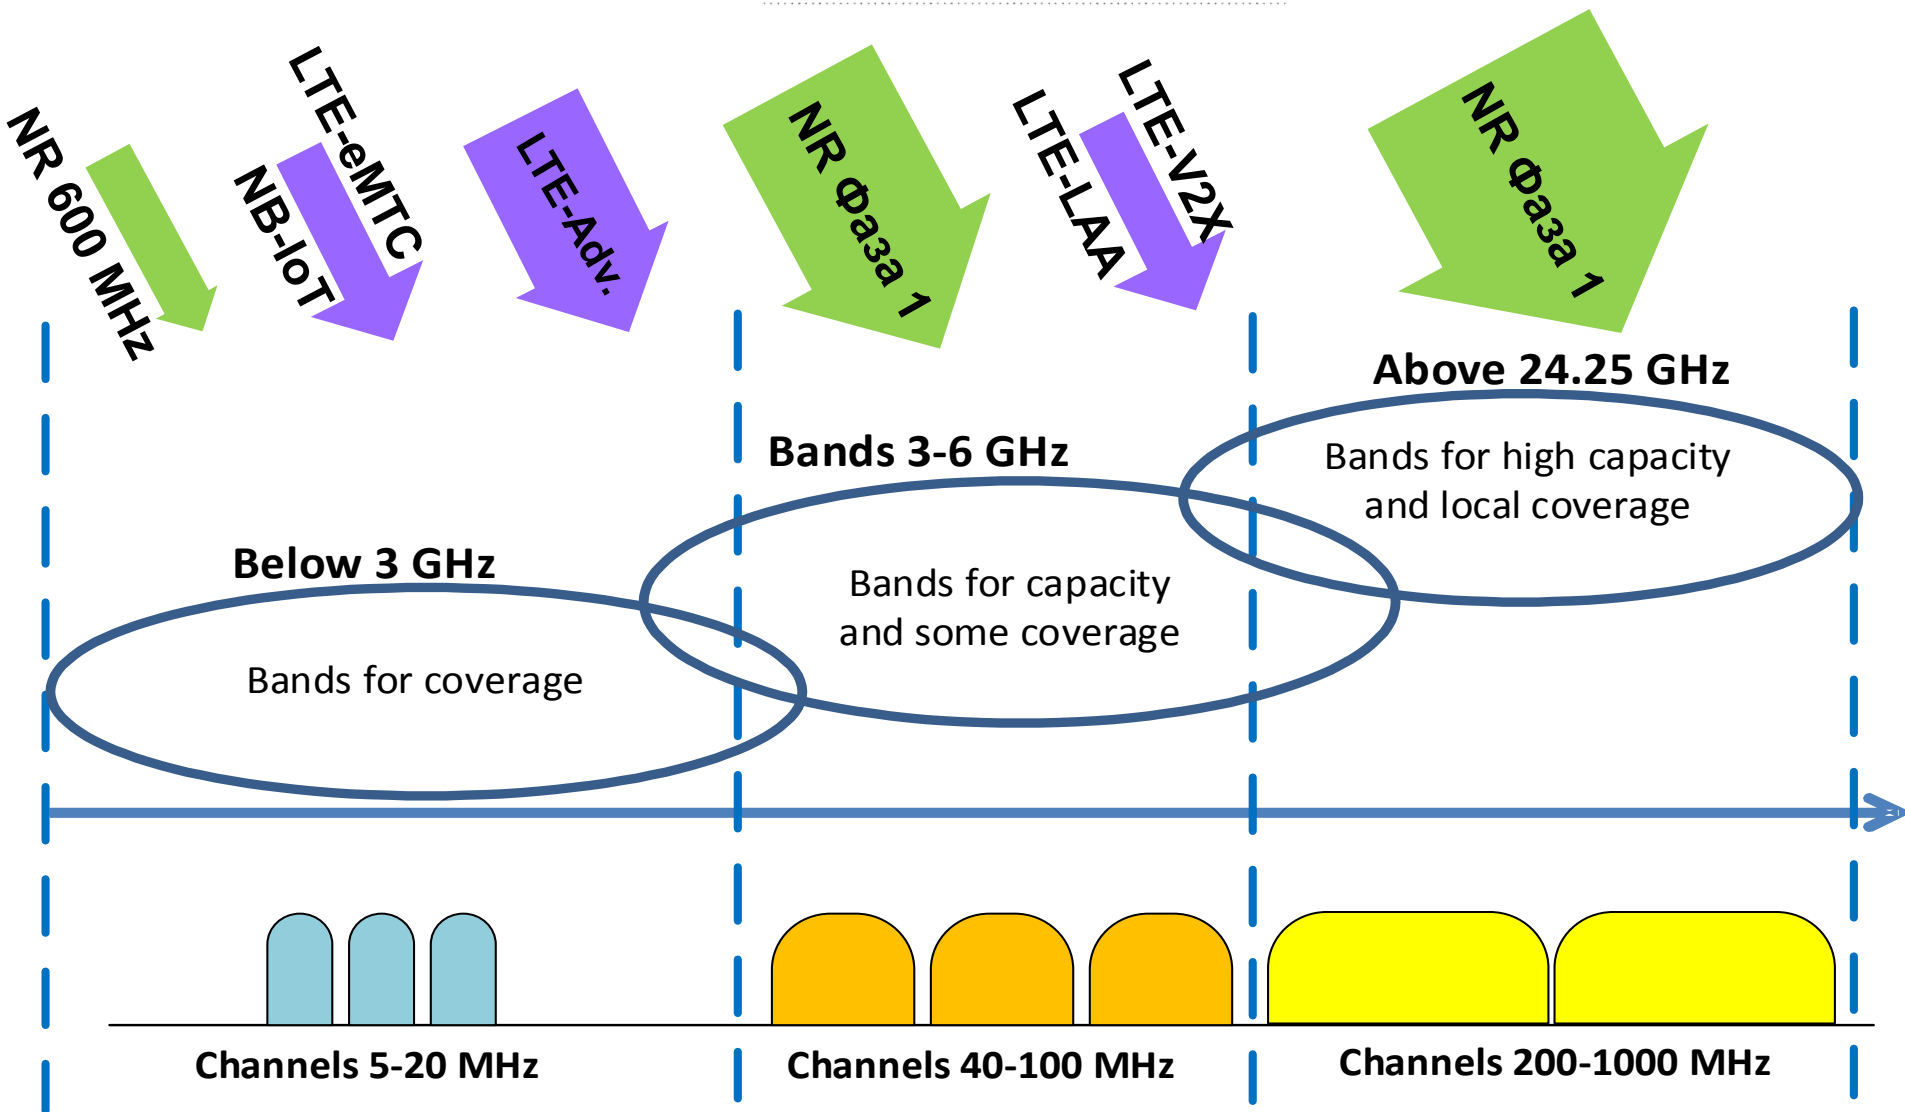 NR 600 MHz
LTE-eMTC
NB-IoT
LTE-Adv.
NR Фаза 1
LTE-V2X
LTE-LAA
NR Фаза 1
Above 24.25 GHz
Bands for high capacity
and local coverage
Bands 3-6 GHz
Bands for capacity
and some coverage
Below 3 GHz
Bands for coverage
Channels 5-20 MHz
Channels 40-100 MHz
Channels 200-1000 MHz